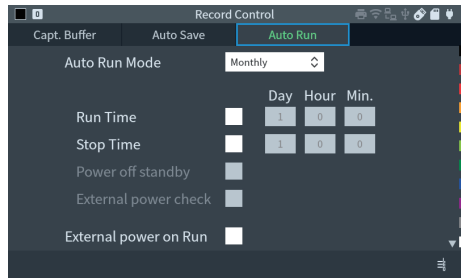 0 Record Control
Capt. Buffer Auto Save Auto Run
Auto Run Mode Monthly
Day Hour Min.
Run Time 1 0 0
Stop Time 1 0 0
Power off standby
External power check
External power on Run